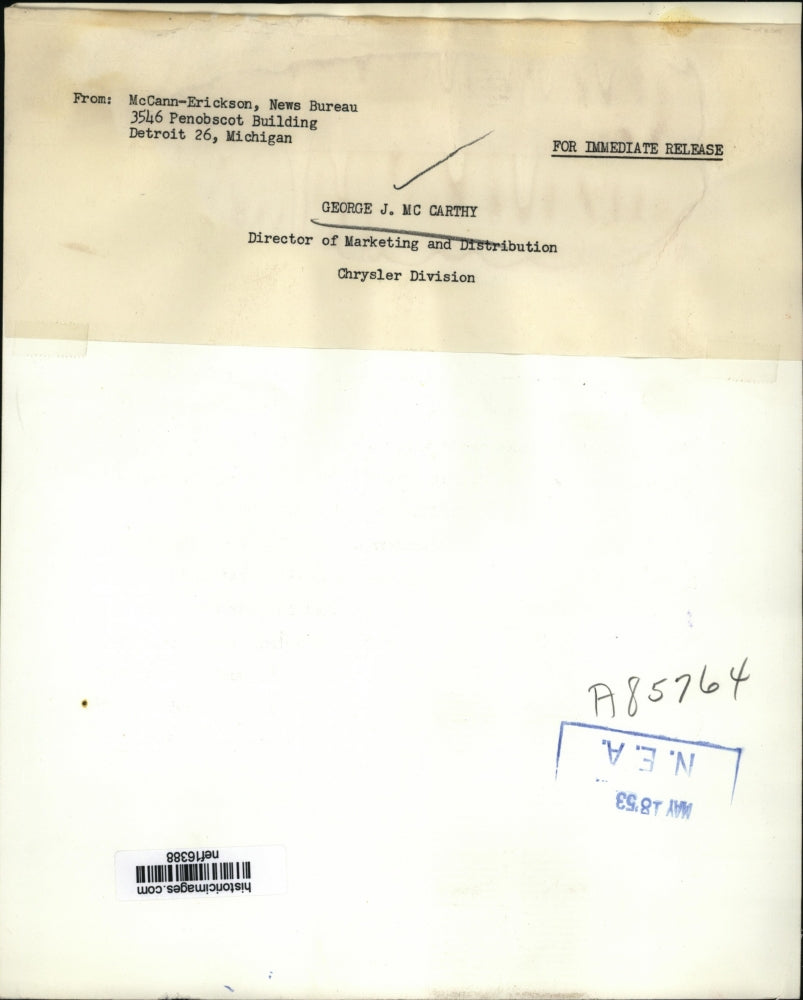 From: McCann-Erickson, News Bureau
3546 Penobscot Building
Detroit 26, Michigan
FOR IMMEDIATE RELEASE
GEORGE J. MC CARTHY
Director of Marketing and Distribution
Chrysler Division
A85764
N.E.A.
MAY 18'53
historicimages.com
nef16388